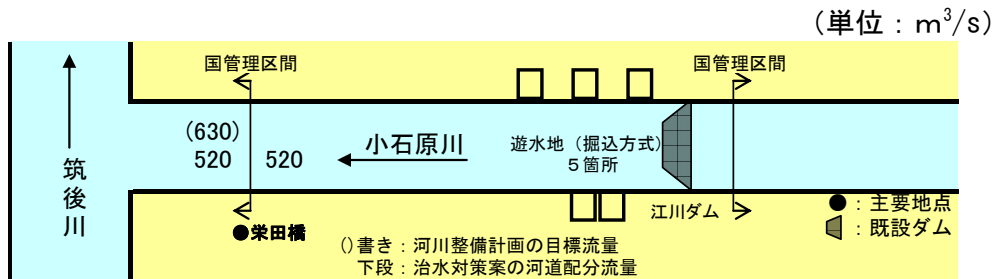 (単位：m³/s)
国管理区間
国管理区間
(630)
520
520
小石原川
遊水地（掘込方式）
５箇所
筑後川
江川ダム
●：主要地点
：既設ダム
●栄田橋
()書き：河川整備計画の目標流量
下段：治水対策案の河道配分流量